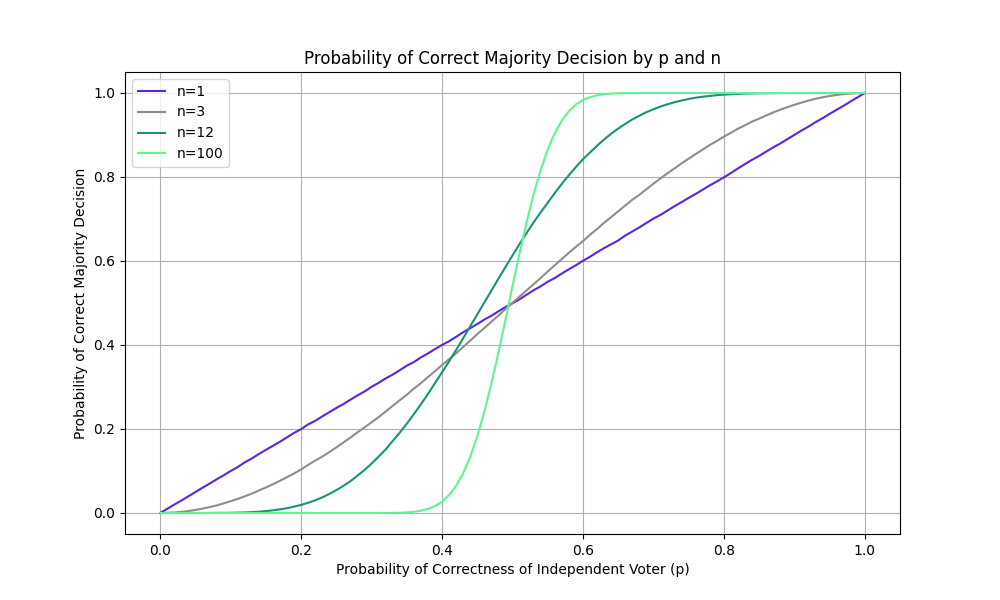 Probability of Correct Majority Decision by p and n
n=1
n=3
n=12
n=100
Probability of Correct Majority Decision
1.0
0.8
0.6
0.4
0.2
0.0
0.0 0.2 0.4 0.6 0.8 1.0
Probability of Correctness of Independent Voter (p)